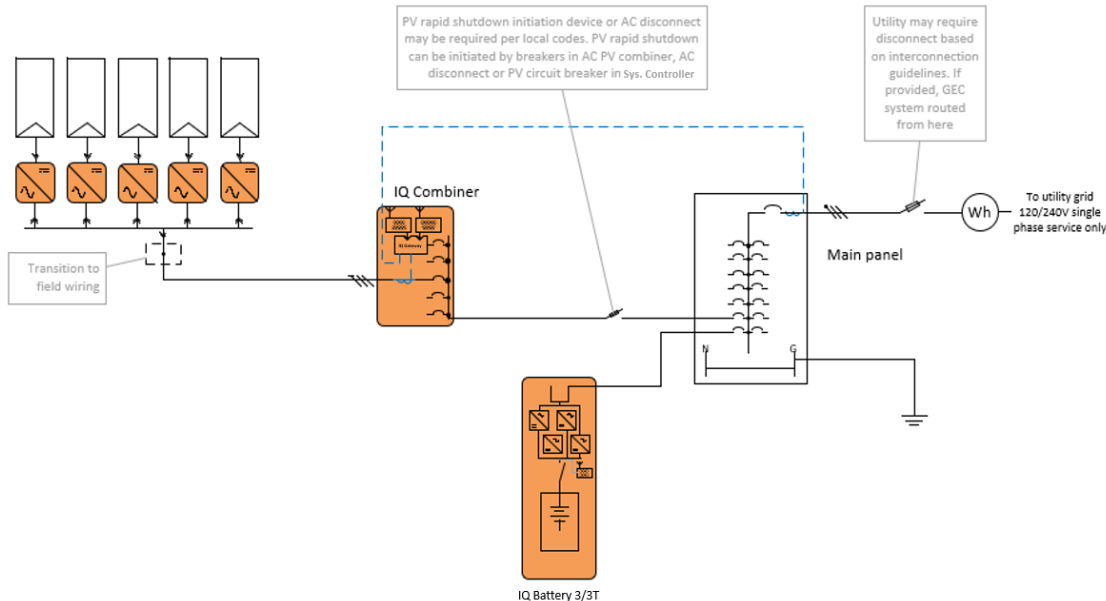 PV rapid shutdown initiation device or AC disconnect
may be required per local codes. PV rapid shutdown
can be initiated by breakers in AC PV combiner, AC
disconnect or PV circuit breaker in Sys. Controller
Utility may require
disconnect based
on interconnection
guidelines. If
provided, GEC
system routed
from here
IQ Combiner
IQ Gateway
Wh
To utility grid
120/240V single
phase service only
Main panel
Transition to
field wiring
N
G
IQ Battery 3/3T